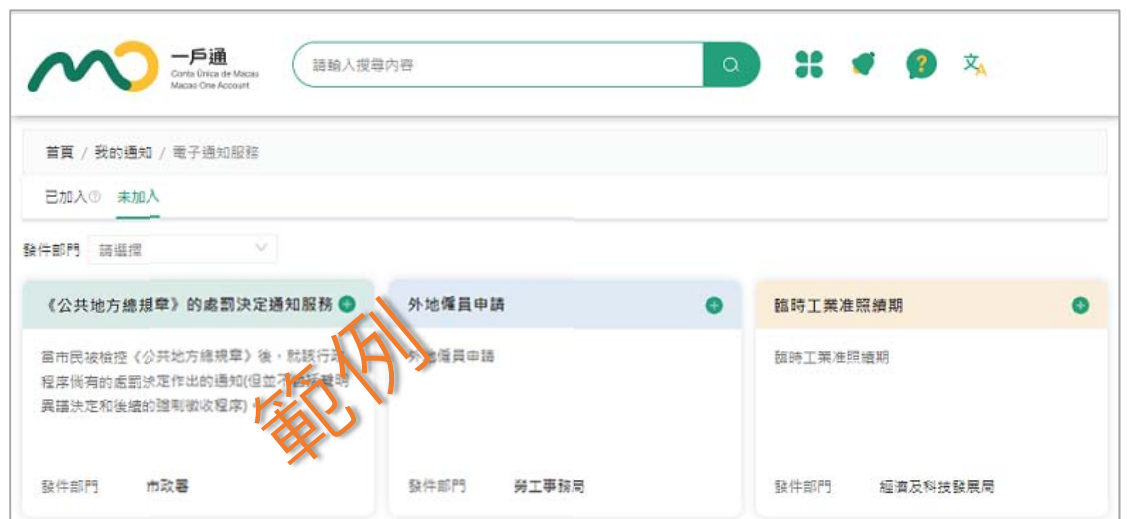 一戶通
Conta Única de Macau
Macao One Account
請輸入搜尋內容
?
文A
首頁 / 我的通知 / 電子通知服務
已加入 未加入
發件部門 請選擇
《公共地方總規章》的處罰決定通知服務
當市民被檢控《公共地方總規章》後，就該行政
程序倘有的處罰決定作出的通知(但並不包括聲明
異議決定和後續的強制徵收程序)
發件部門 市政署
外地僱員申請
外地僱員申請
發件部門 勞工事務局
臨時工業准照續期
臨時工業准照續期
發件部門 經濟及科技發展局
範例